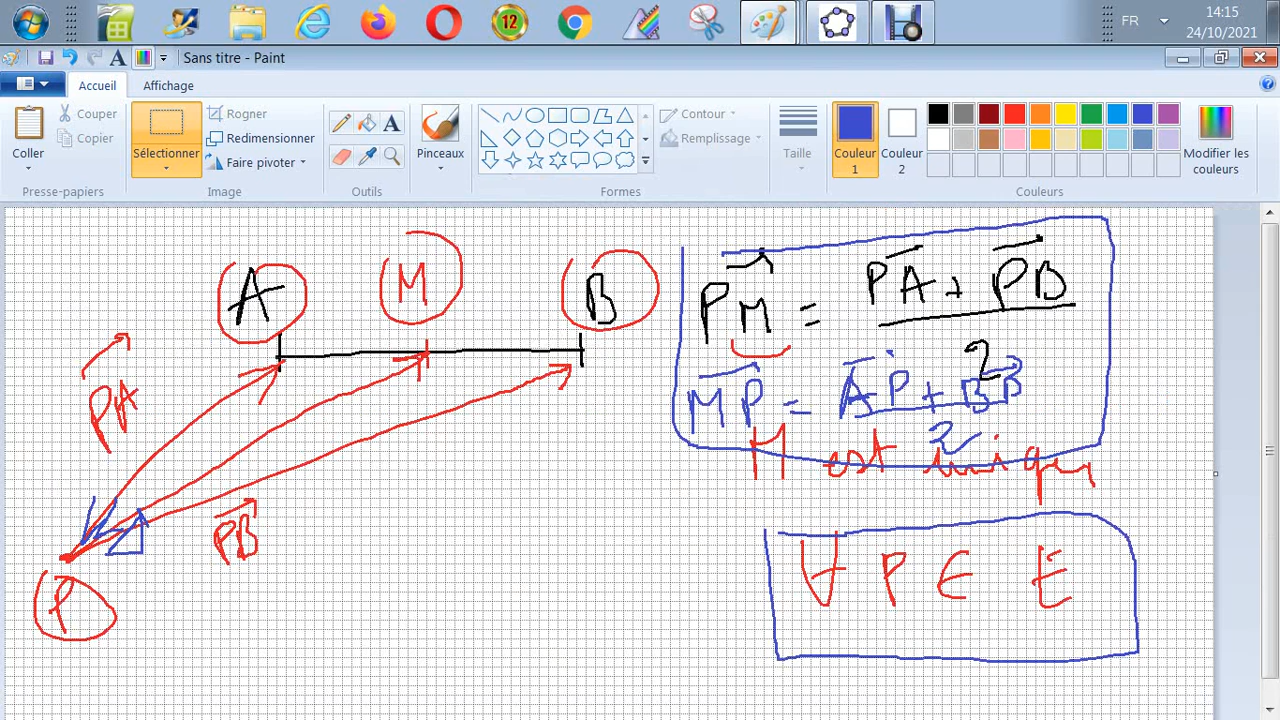 12
FR
14:15
24/10/2021
Sans titre - Paint
Accueil
Affichage
Coller
Couper
Copier
Presse-papiers
Sélectionner
Rogner
Redimensionner
Faire pivoter
Image
Outils
Pinceaux
Contour
Remplissage
Formes
Taille
Couleur 1
Couleur 2
Modifier les couleurs
Couleurs
A
M
B
PM = PA + PB
2
MP = AP + BP
2
M est unique
PA
PB
P
∀ P ∈ E